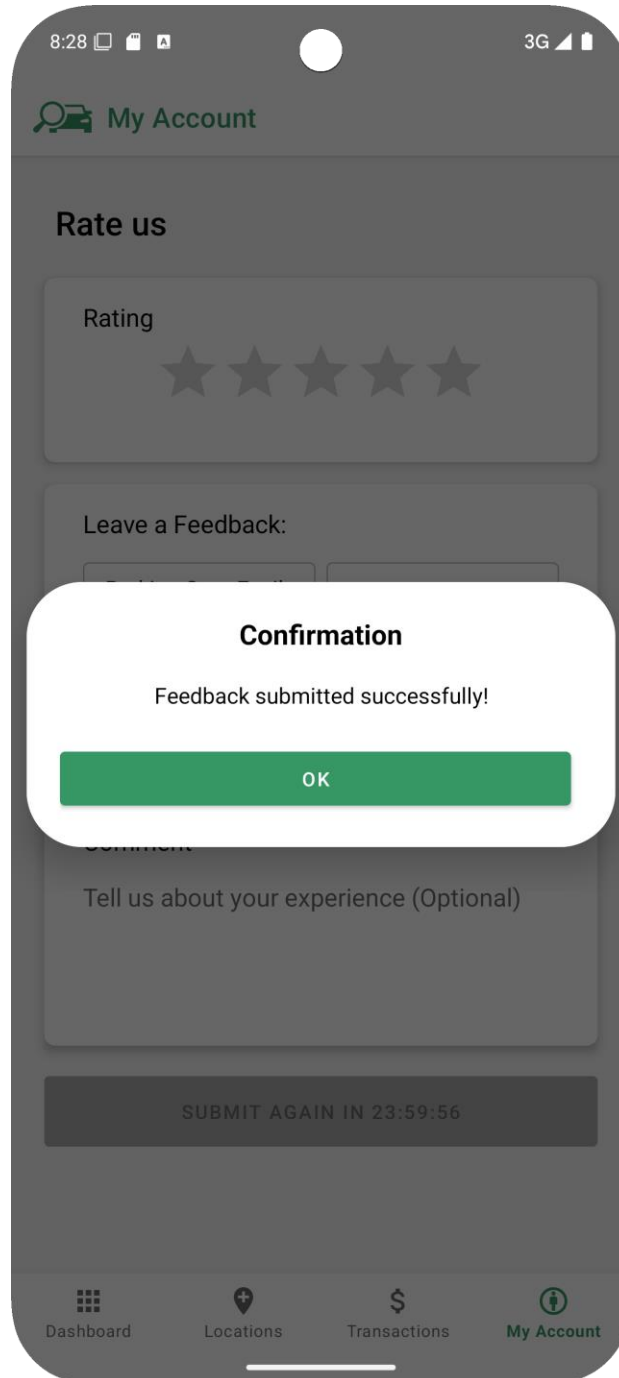 8:28
3G
My Account
Rate us
Rating
Leave a Feedback:
Confirmation
Feedback submitted successfully!
OK
Comment
Tell us about your experience (Optional)
SUBMIT AGAIN IN 23:59:56
Dashboard Locations Transactions My Account